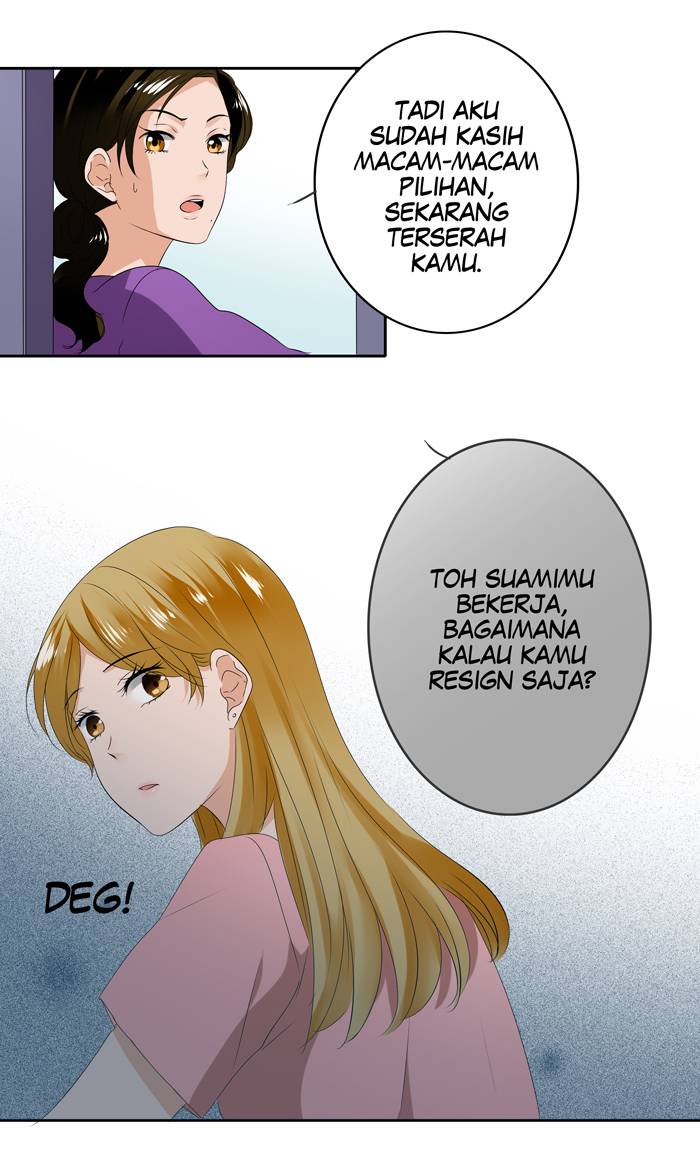 TADI AKU
SUDAH KASIH
MACAM-MACAM
PILIHAN,
SEKARANG
TERSERAH
KAMU.
TOH SUAMIMU
BEKERJA,
BAGAIMANA
KALAU KAMU
RESIGN SAJA?
DEG!